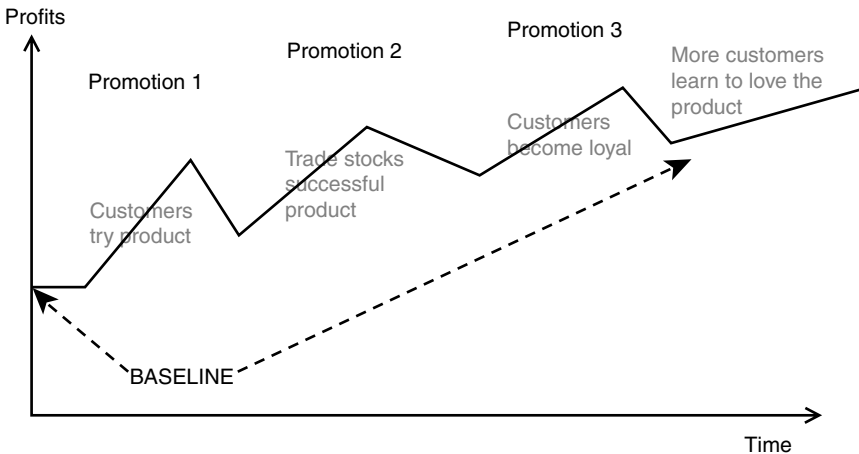 Profits
Promotion 1
Promotion 2
Promotion 3
More customers
learn to love the
product
Customers
try product
Trade stocks
successful
product
Customers
become loyal
BASELINE
Time